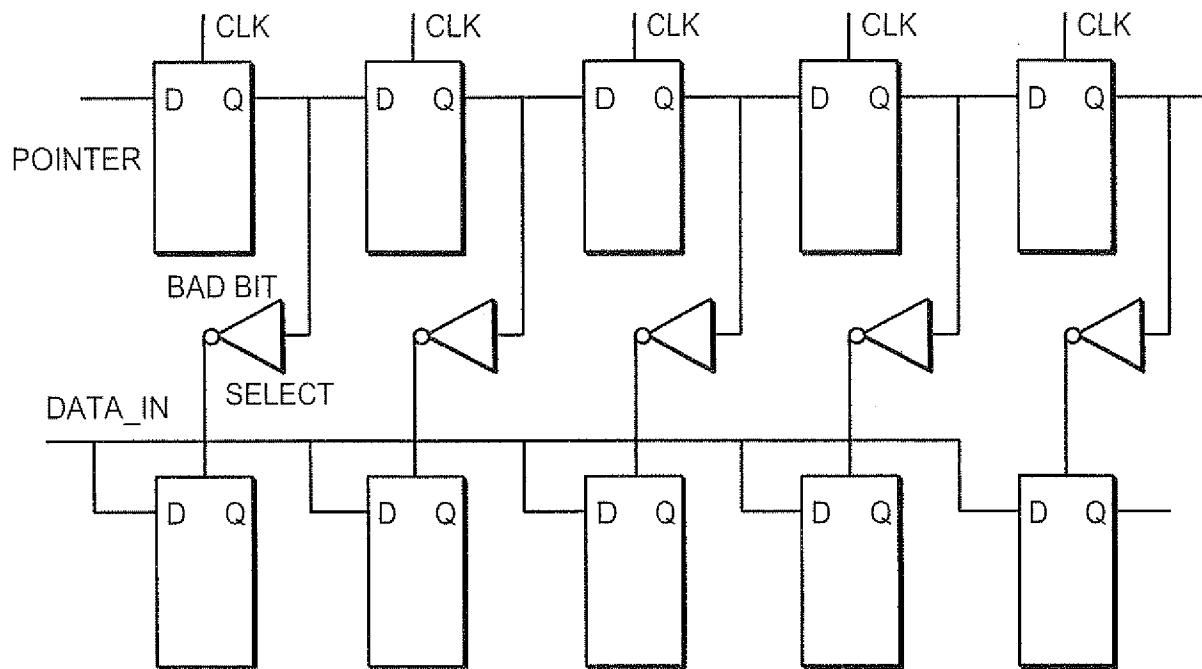 CLK CLK CLK CLK CLK
D Q D Q D Q D Q D Q
POINTER
BAD BIT
SELECT
DATA_IN
D Q D Q D Q D Q D Q